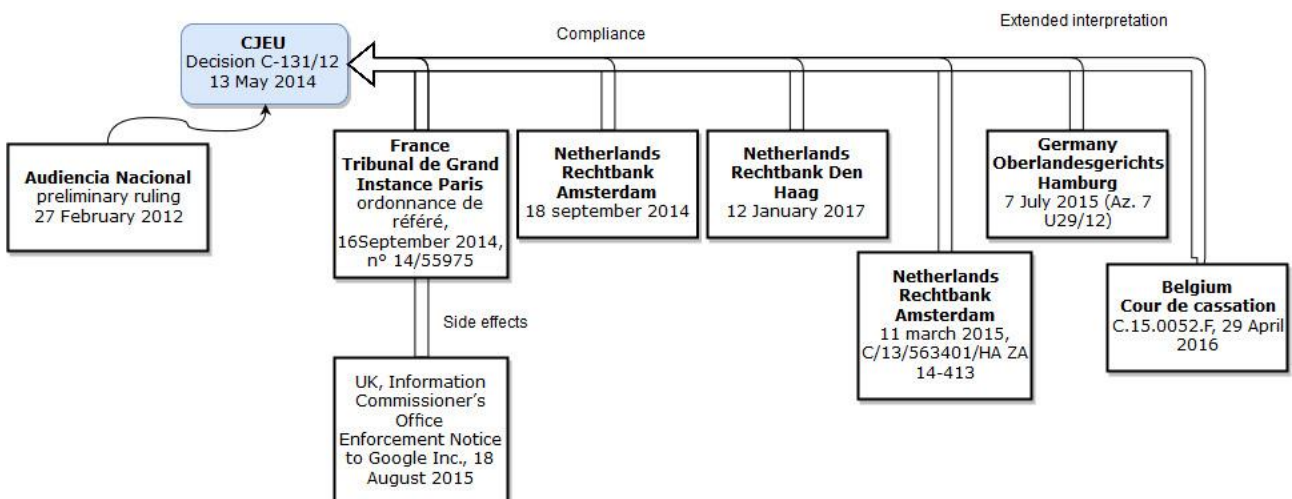 Extended interpretation
Compliance
CJEU
Decision C-131/12
13 May 2014
Audiencia Nacional
preliminary ruling
27 February 2012
France
Tribunal de Grand
Instance Paris
ordonnance de
référé,
16September 2014,
n° 14/55975
Netherlands
Rechtbank
Amsterdam
18 september 2014
Netherlands
Rechtbank Den
Haag
12 January 2017
Germany
Oberlandesgerichts
Hamburg
7 July 2015 (Az. 7
U29/12)
Netherlands
Rechtbank
Amsterdam
11 march 2015,
C/13/563401/HA ZA
14-413
Belgium
Cour de cassation
C.15.0052.F, 29 April
2016
Side effects
UK, Information
Commissioner’s
Office
Enforcement Notice
to Google Inc., 18
August 2015